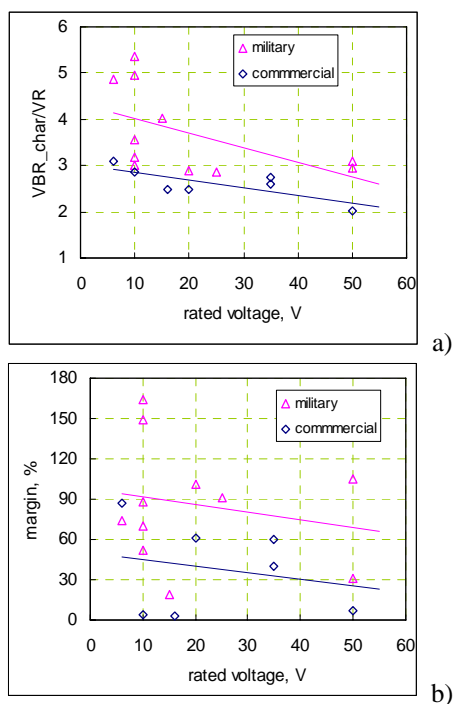 6
military
commmercial
5
4
3
2
1
VBR_char/VR
0 10 20 30 40 50 60
rated voltage, V
a)
180
military
commmercial
150
120
90
60
30
0
margin, %
0 10 20 30 40 50 60
rated voltage, V
b)